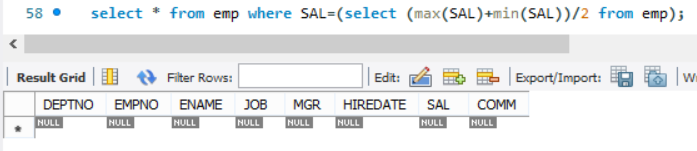 58 select * from emp where SAL=(select (max(SAL)+min(SAL))/2 from emp);
Result Grid Filter Rows: Edit: Export/Import:
DEPTNO EMPNO ENAME JOB MGR HIREDATE SAL COMM
* NULL NULL NULL NULL NULL NULL NULL NULL